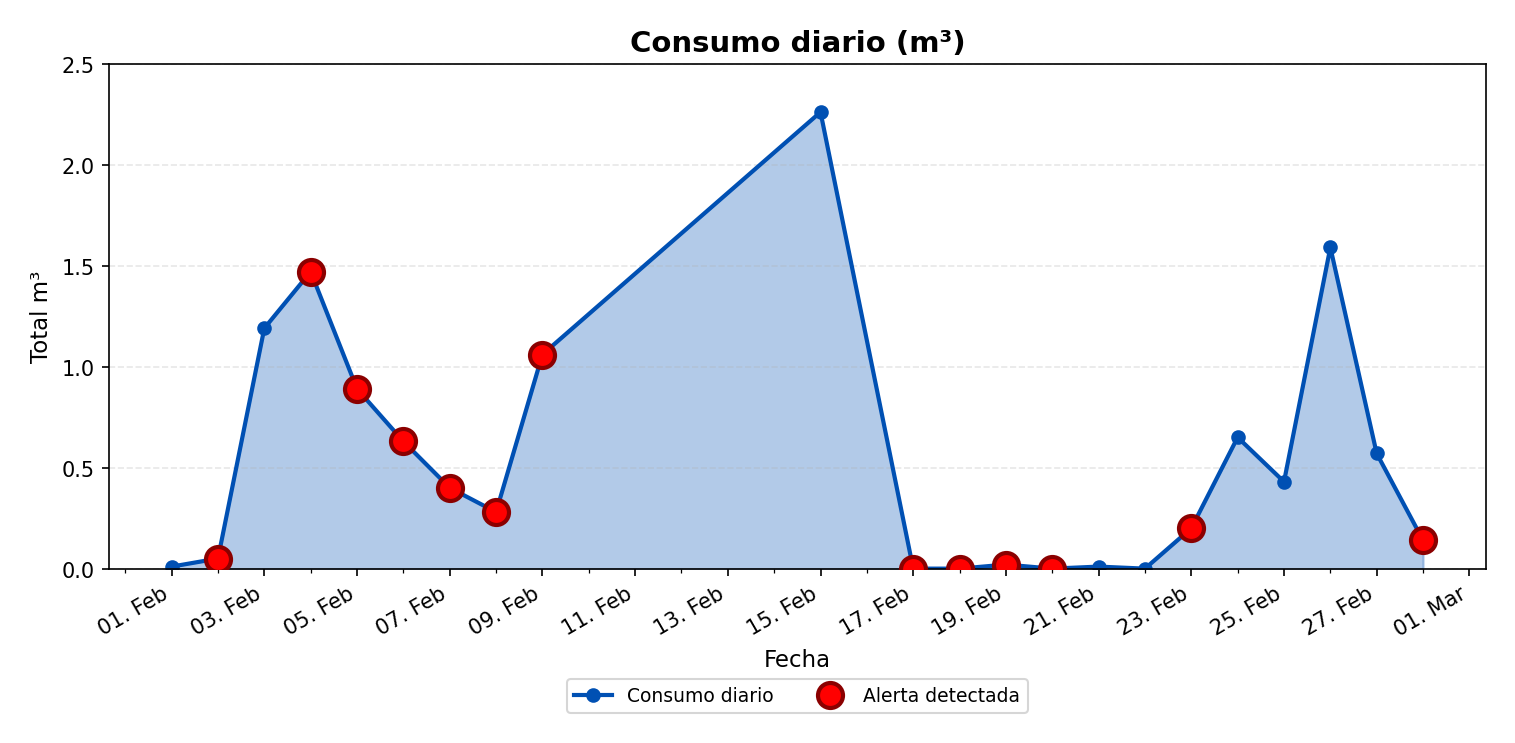 Consumo diario (m³)
2.5
2.0
1.5
1.0
0.5
0.0
Total m³
01. Feb
03. Feb
05. Feb
07. Feb
09. Feb
11. Feb
13. Feb
15. Feb
17. Feb
19. Feb
21. Feb
23. Feb
25. Feb
27. Feb
01. Mar
Fecha
Consumo diario
Alerta detectada